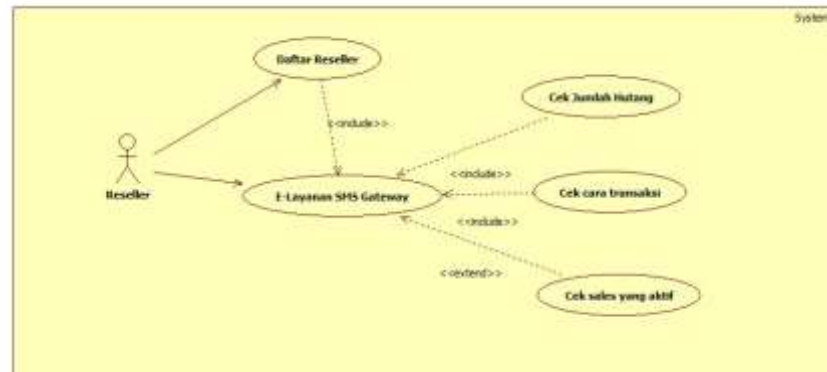 System
Daftar Reseller
Cek Jumlah Hutang
<<include>>
<<include>>
Reseller
E-Layanan SMS Gateway
Cek cara transaksi
<<include>>
<<extend>>
Cek sales yang aktif